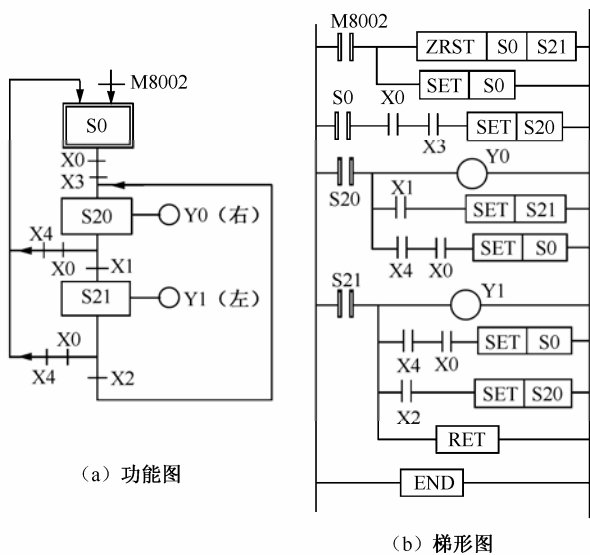 M8002
S0
X0
X3
S20
Y0（右）
X4
X0
X1
S21
Y1（左）
X0
X4
X2
（a）功能图
M8002
ZRST S0 S21
SET S0
S0
X0
X3
SET S20
S20
Y0
X1
SET S21
X4
X0
SET S0
S21
Y1
X4
X0
SET S0
X2
SET S20
RET
END
（b）梯形图